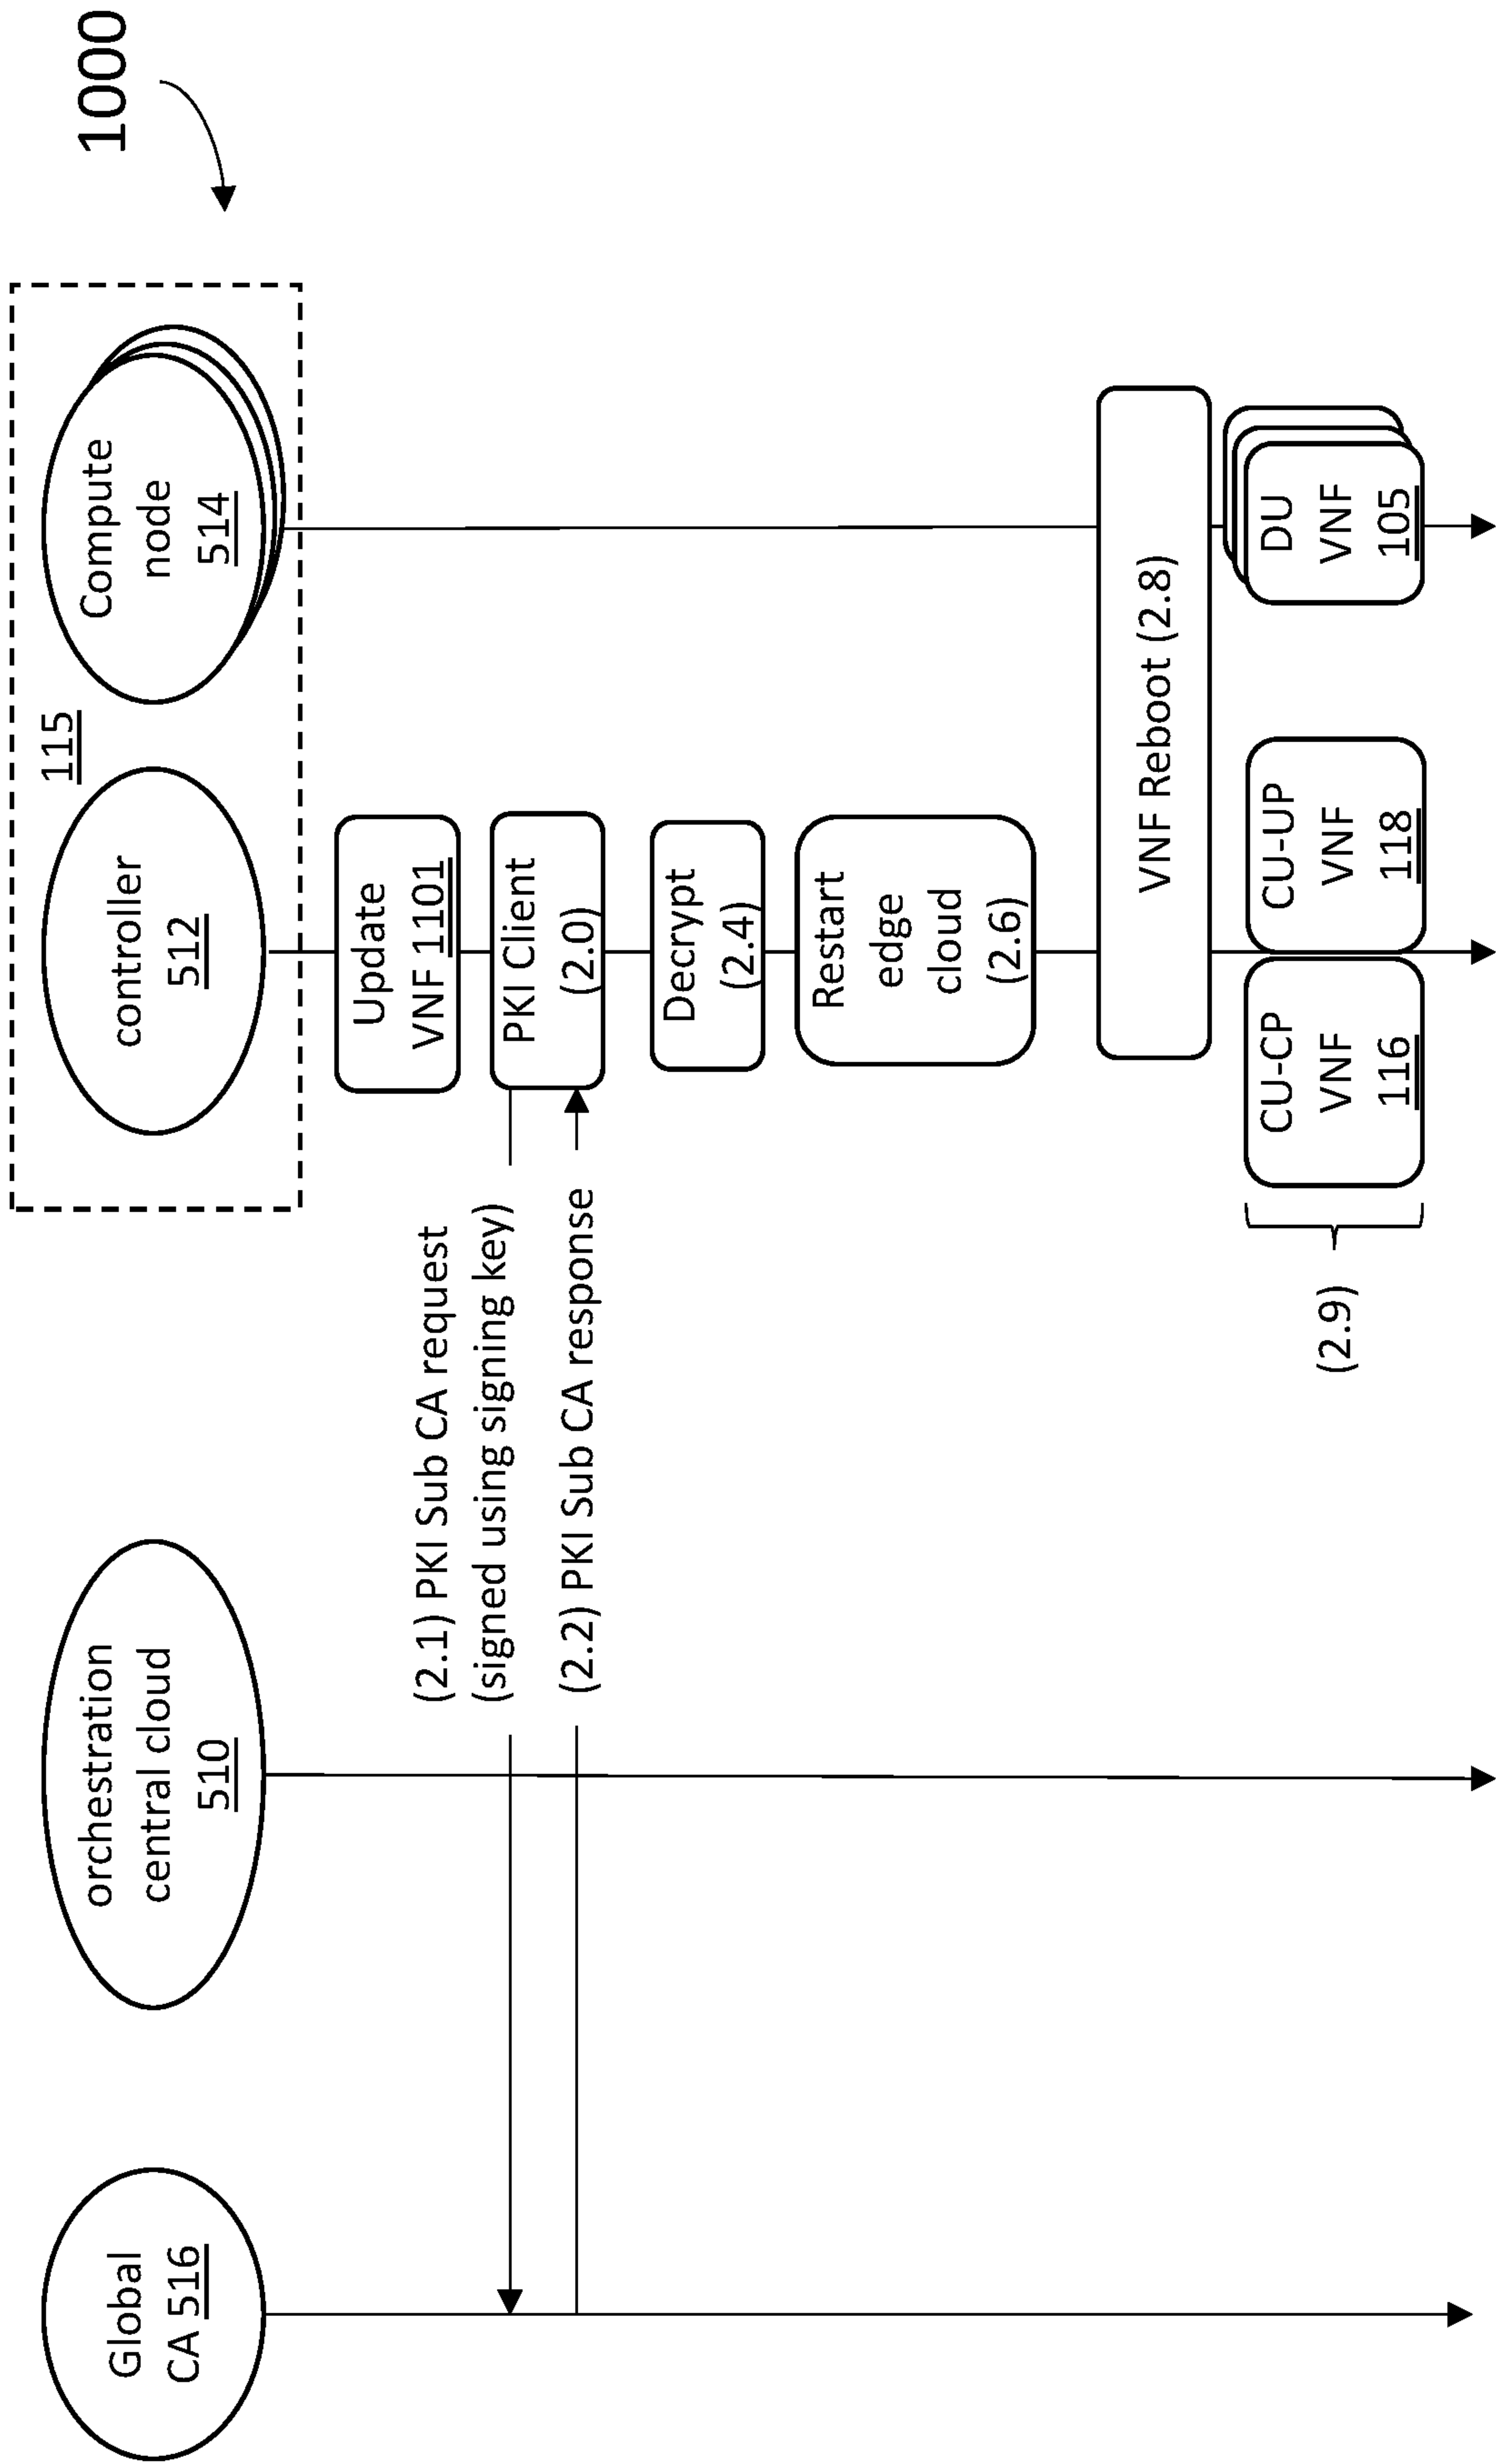 1000
Global
CA 516
orchestration
central cloud
510
115
controller
512
Compute
node
514
Update
VNF 1101
(2.1) PKI Sub CA request
(signed using signing key)
PKI Client
(2.0)
(2.2) PKI Sub CA response
Decrypt
(2.4)
Restart
edge
cloud
(2.6)
VNF Reboot (2.8)
(2.9)
CU-CP
VNF
116
CU-UP
VNF
118
DU
VNF
105